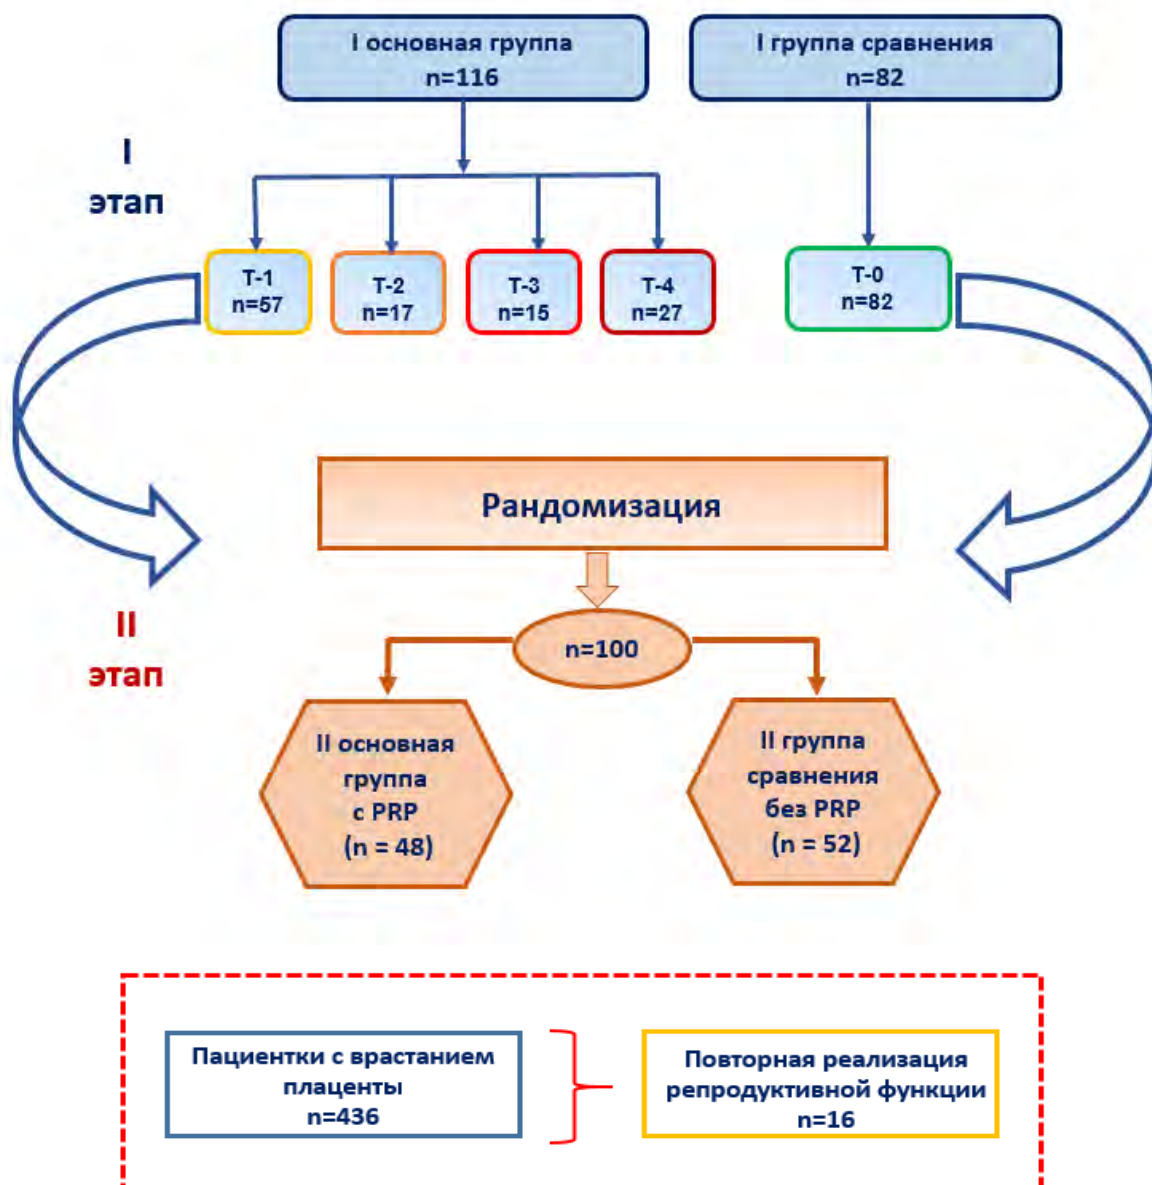 I основная группа
n=116
I группа сравнения
n=82
I
этап
T-1
n=57
T-2
n=17
T-3
n=15
T-4
n=27
T-0
n=82
Рандомизация
II
этап
n=100
II основная
группа
с PRP
(n = 48)
II группа
сравнения
без PRP
(n = 52)
Пациентки с врастанием
плаценты
n=436
Повторная реализация
репродуктивной функции
n=16